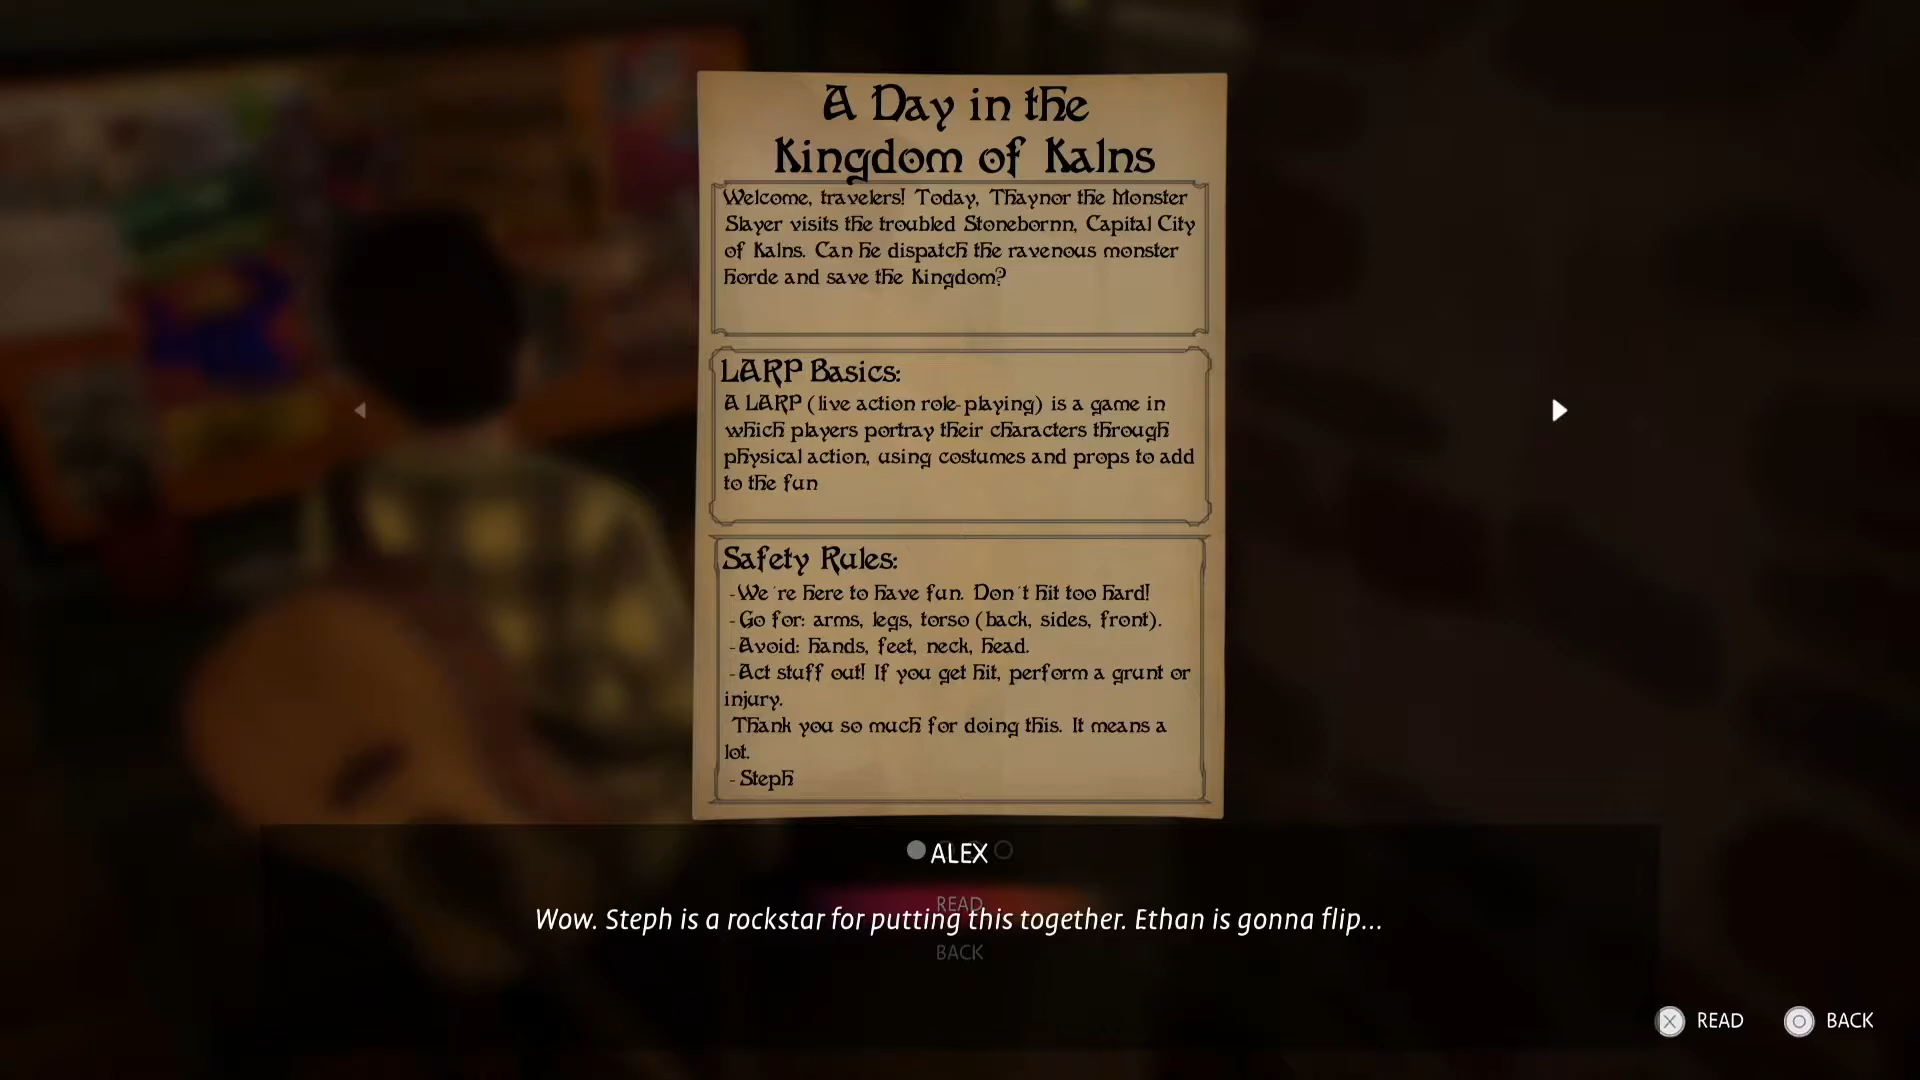 A Day in the
Kingdom of Kalns
Welcome, travelers! Today, Thaynor the Monster
Slayer visits the troubled Stonebornn, Capital City
of Kalns. Can he dispatch the ravenous monster
horde and save the Kingdom?
LARP Basics:
A LARP (live action role-playing) is a game in
which players portray their characters through
physical action, using costumes and props to add
to the fun
Safety Rules:
-We're here to have fun. Don't hit too hard!
-Go for: arms, legs, torso (back, sides, front).
-Avoid: hands, feet, neck, head.
-Act stuff out! If you get hit, perform a grunt or
injury.
Thank you so much for doing this. It means a
lot.
-Steph
ALEX
READ
Wow. Steph is a rockstar for putting this together. Ethan is gonna flip...
BACK
READ BACK